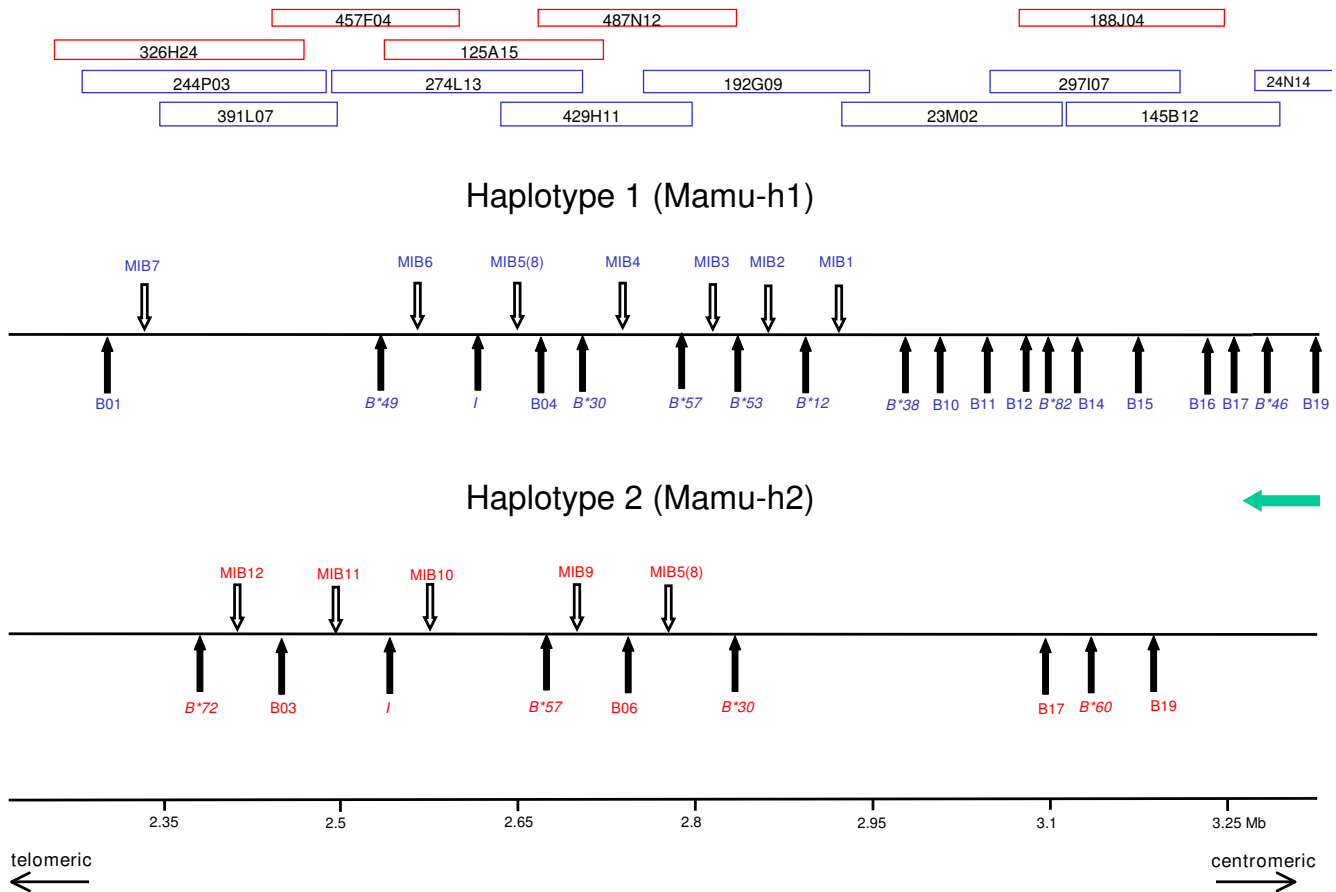 457F04 487N12 188J04
326H24 125A15
244P03 274L13 192G09 297I07 24N14
391L07 429H11 23M02 145B12
Haplotype 1 (Mamu-h1)
MIB7 MIB6 MIB5(8) MIB4 MIB3 MIB2 MIB1
B01 B*49 I B04 B*30 B*57 B*53 B*12 B*38 B10 B11 B12 B*82 B14 B15 B16 B17 B*46 B19
Haplotype 2 (Mamu-h2)
MIB12 MIB11 MIB10 MIB9 MIB5(8)
B*72 B03 I B*57 B06 B*30 B17 B*60 B19
2.35 2.5 2.65 2.8 2.95 3.1 3.25 Mb
telomeric centromeric